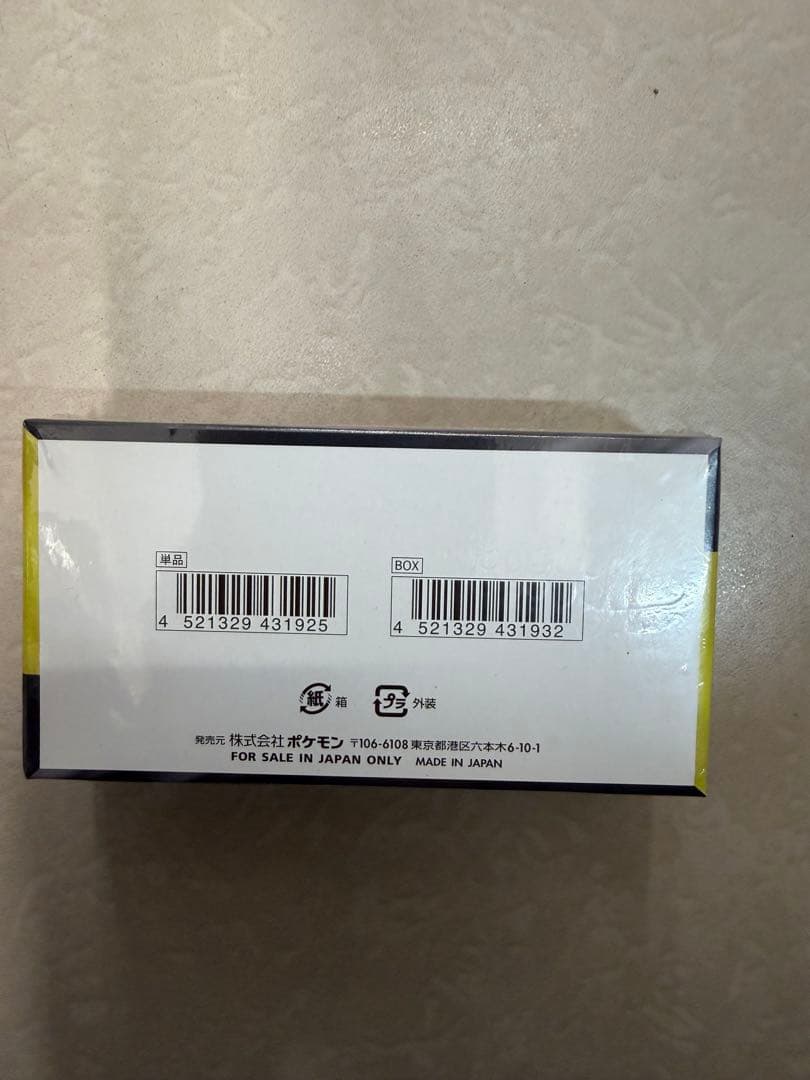 単品
4 521329 431925
BOX
4 521329 431932
紙 箱
プラ 外装
発売元 株式会社 ポケモン 〒106-6108 東京都港区六本木6-10-1
FOR SALE IN JAPAN ONLY MADE IN JAPAN